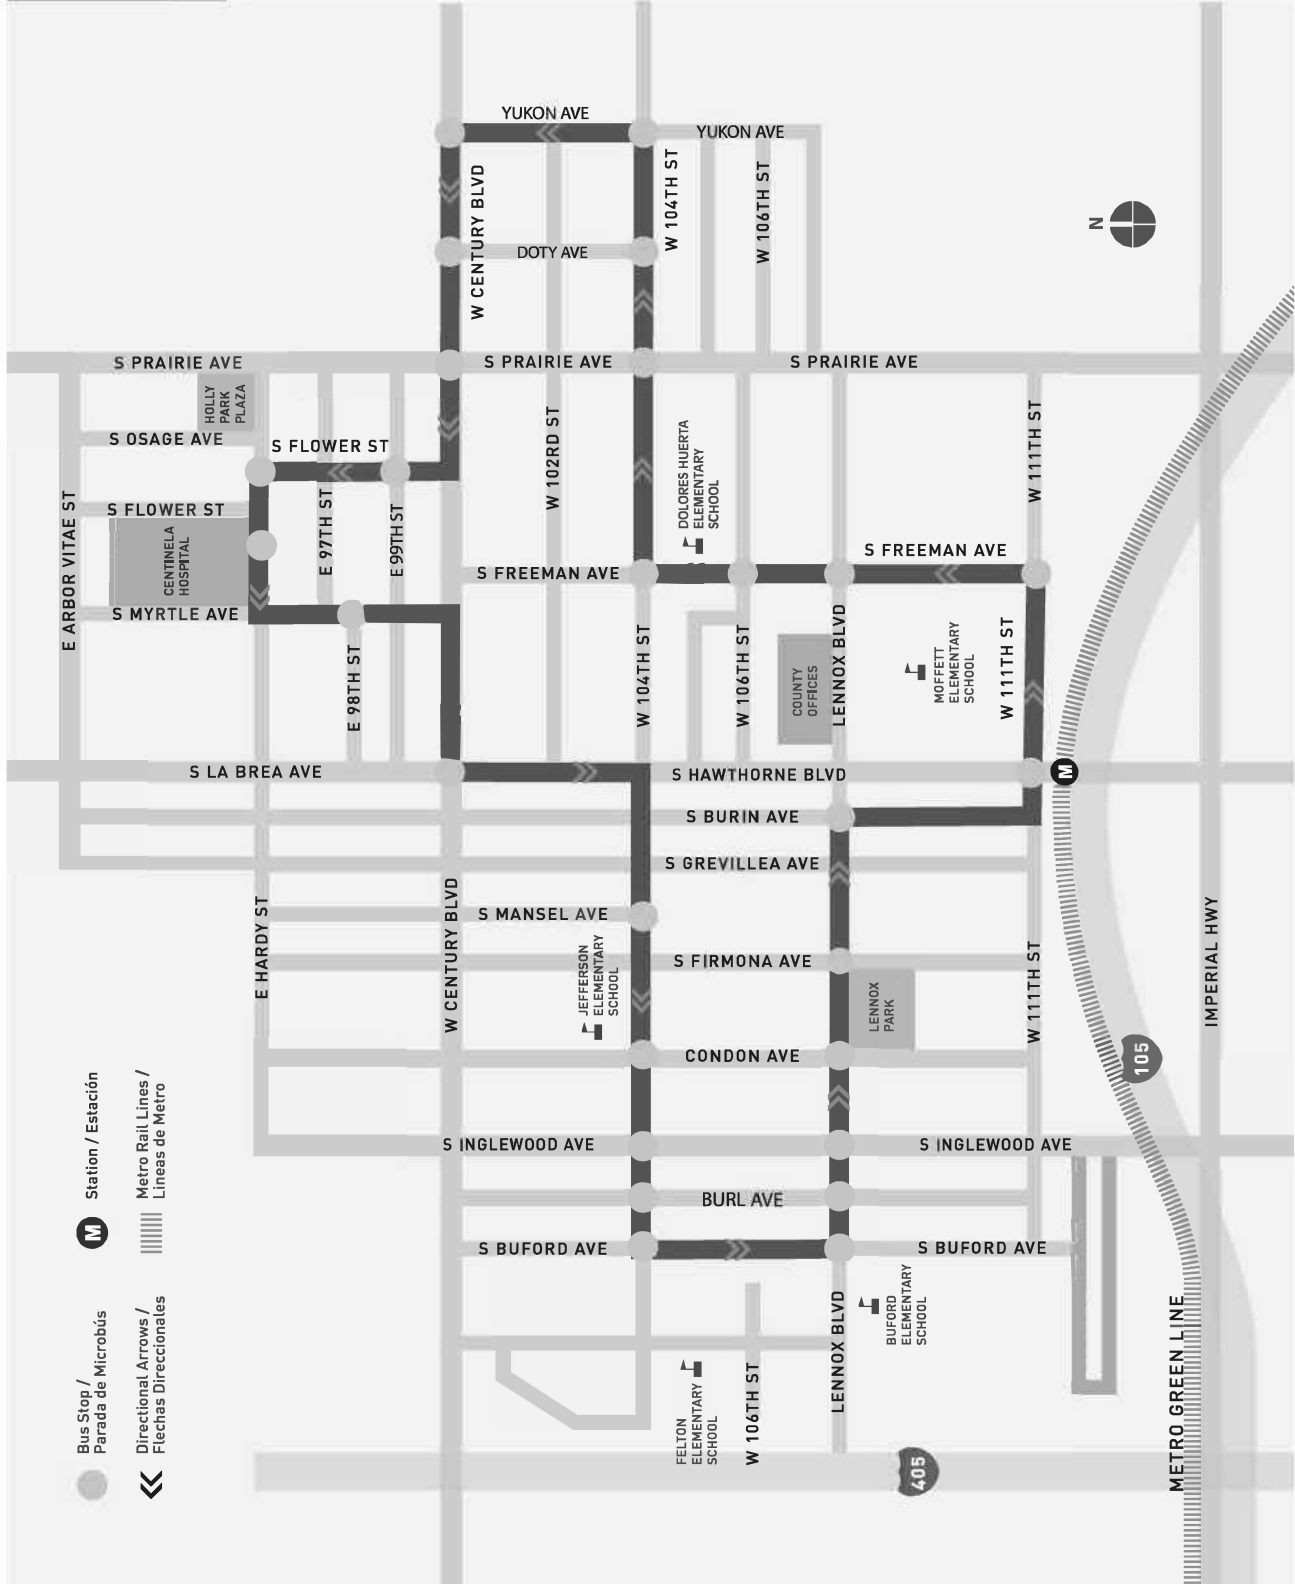 YUKON AVE
YUKON AVE
W CENTURY BLVD
W 104TH ST
W 106TH ST
N
DOTY AVE
S PRAIRIE AVE
S PRAIRIE AVE
S PRAIRIE AVE
HOLLY
PARK
PLAZA
S OSAGE AVE
S FLOWER ST
S FLOWER ST
E ARBOR VITAE ST
CENTINELA
HOSPITAL
E 97TH ST
E 99TH ST
W 102RD ST
DOLORES HUERTA
ELEMENTARY
SCHOOL
W 111TH ST
S FREEMAN AVE
S FREEMAN AVE
S MYRTLE AVE
E 98TH ST
W 104TH ST
W 106TH ST
COUNTY
OFFICES
LENNOX BLVD
MOFFETT
ELEMENTARY
SCHOOL
W 111TH ST
S LA BREA AVE
S HAWTHORNE BLVD
M
S BURIN AVE
S GREVILLEA AVE
S MANSEL AVE
E HARDY ST
W CENTURY BLVD
JEFFERSON
ELEMENTARY
SCHOOL
S FIRMONA AVE
LENNOX
PARK
W 111TH ST
IMPERIAL HWY
CONDON AVE
105
S INGLEWOOD AVE
S INGLEWOOD AVE
BURL AVE
S BUFORD AVE
S BUFORD AVE
BUFORD
ELEMENTARY
SCHOOL
LENNOX BLVD
FELTON
ELEMENTARY
SCHOOL
W 106TH ST
METRO GREEN LINE
405
Bus Stop /
Parada de Microbús
M
Station / Estación
Directional Arrows /
Flechas Direccionales
Metro Rail Lines /
Lineas de Metro